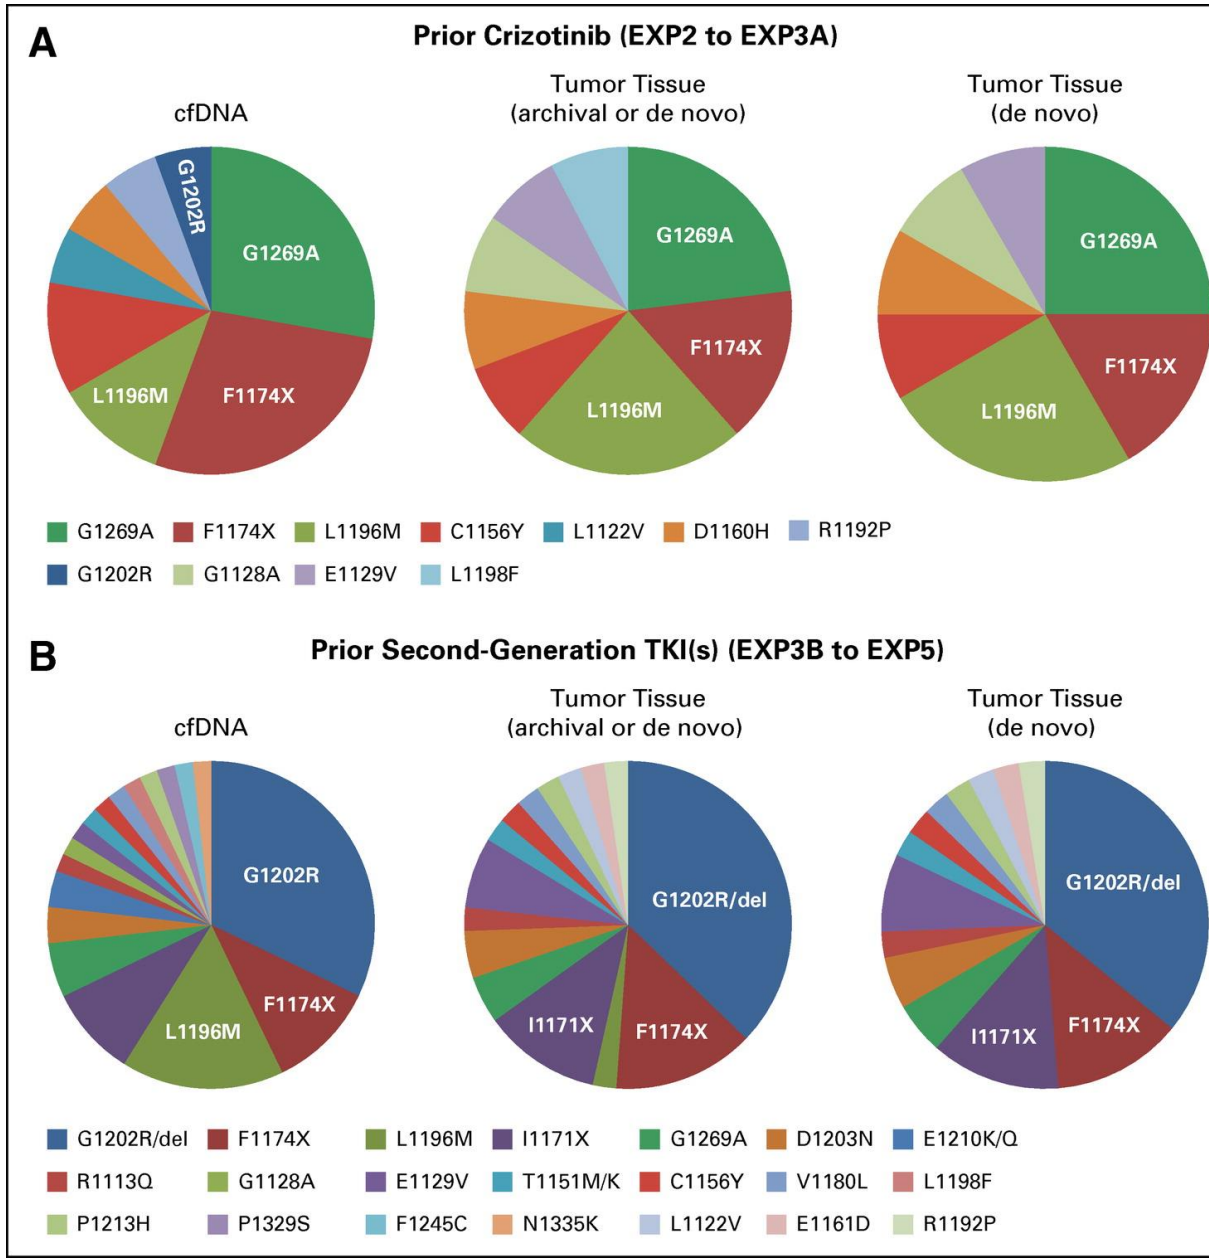 A
Prior Crizotinib (EXP2 to EXP3A)
cfDNA
Tumor Tissue
(archival or de novo)
Tumor Tissue
(de novo)
G1202R
G1269A
F1174X
L1196M
G1269A
F1174X
L1196M
G1269A
F1174X
L1196M
G1269A F1174X L1196M C1156Y L1122V D1160H R1192P
G1202R G1128A E1129V L1198F
B
Prior Second-Generation TKI(s) (EXP3B to EXP5)
cfDNA
Tumor Tissue
(archival or de novo)
Tumor Tissue
(de novo)
G1202R
F1174X
L1196M
G1202R/del
F1174X
I1171X
G1202R/del
F1174X
I1171X
G1202R/del F1174X L1196M I1171X G1269A D1203N E1210K/Q
R1113Q G1128A E1129V T1151M/K C1156Y V1180L L1198F
P1213H P1329S F1245C N1335K L1122V E1161D R1192P